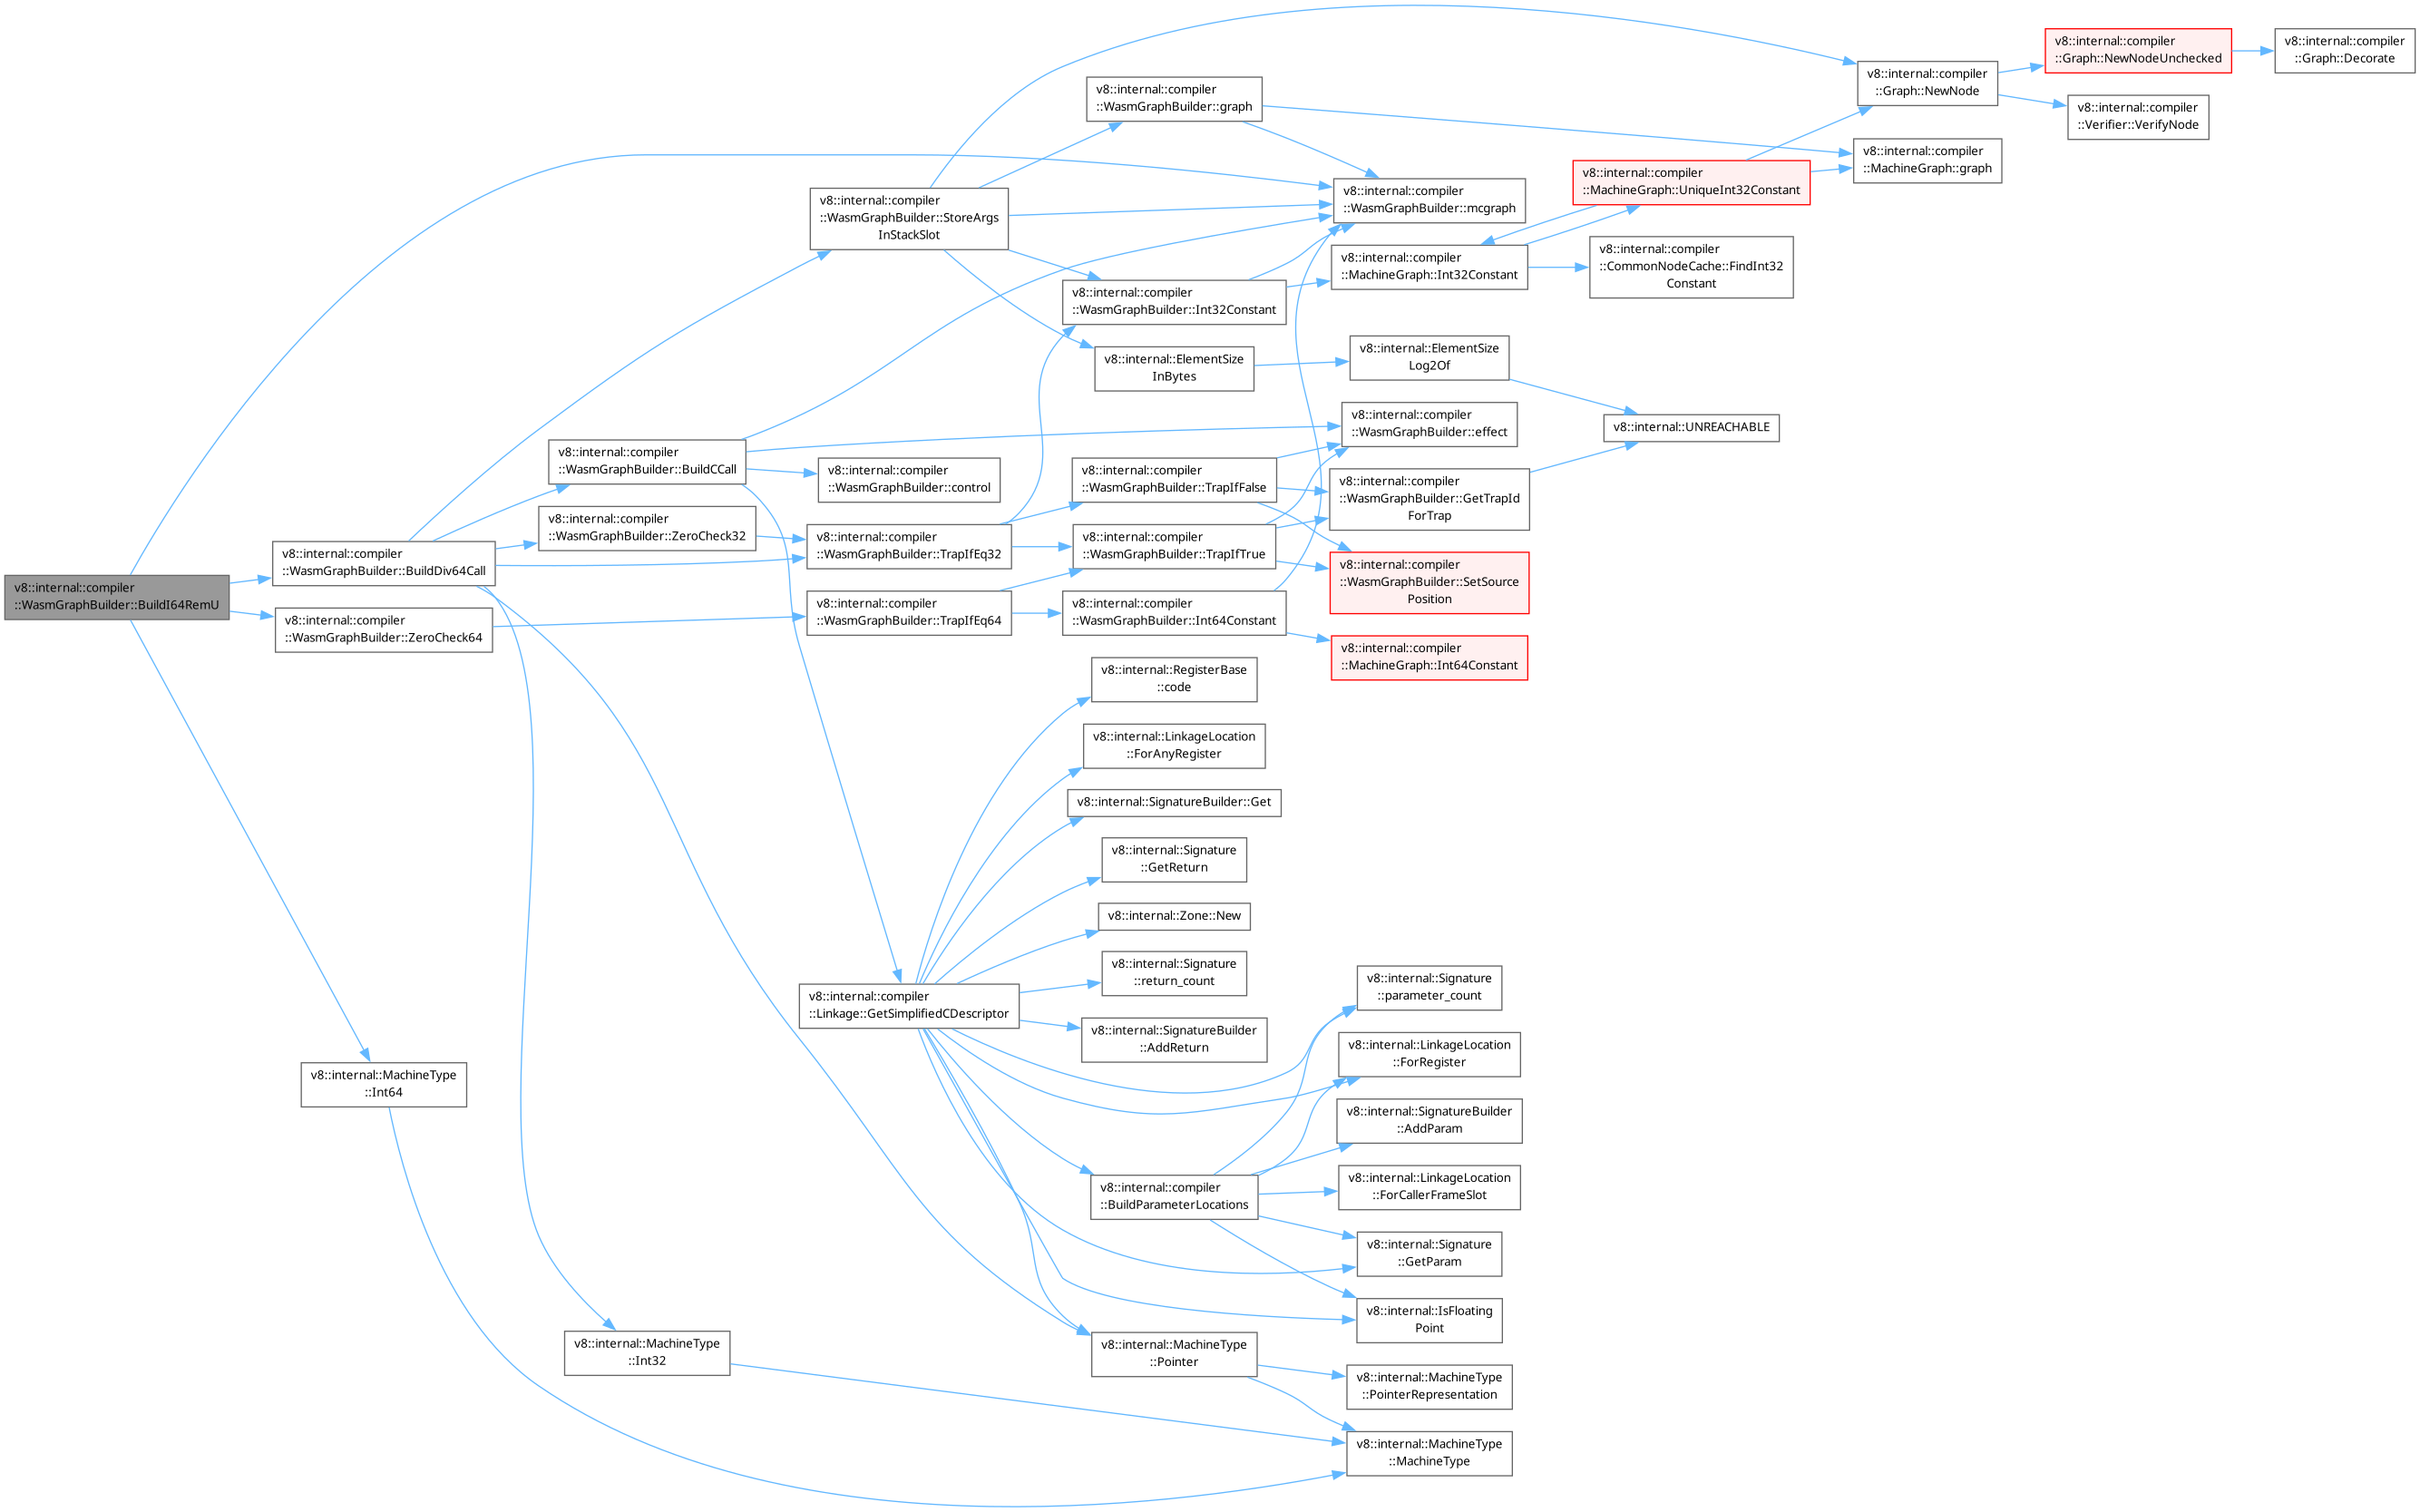 v8::internal::compiler
::WasmGraphBuilder::BuildI64RemU
v8::internal::compiler
::WasmGraphBuilder::BuildDiv64Call
v8::internal::compiler
::WasmGraphBuilder::ZeroCheck64
v8::internal::MachineType
::Int64
v8::internal::compiler
::WasmGraphBuilder::BuildCCall
v8::internal::compiler
::WasmGraphBuilder::ZeroCheck32
v8::internal::MachineType
::Int32
v8::internal::compiler
::WasmGraphBuilder::StoreArgs
InStackSlot
v8::internal::compiler
::WasmGraphBuilder::control
v8::internal::compiler
::WasmGraphBuilder::TrapIfEq32
v8::internal::compiler
::WasmGraphBuilder::TrapIfEq64
v8::internal::compiler
::Linkage::GetSimplifiedCDescriptor
v8::internal::compiler
::WasmGraphBuilder::graph
v8::internal::compiler
::WasmGraphBuilder::Int32Constant
v8::internal::ElementSize
InBytes
v8::internal::compiler
::WasmGraphBuilder::TrapIfFalse
v8::internal::compiler
::WasmGraphBuilder::TrapIfTrue
v8::internal::compiler
::WasmGraphBuilder::Int64Constant
v8::internal::RegisterBase
::code
v8::internal::LinkageLocation
::ForAnyRegister
v8::internal::SignatureBuilder::Get
v8::internal::Signature
::GetReturn
v8::internal::Zone::New
v8::internal::Signature
::return_count
v8::internal::SignatureBuilder
::AddReturn
v8::internal::compiler
::BuildParameterLocations
v8::internal::MachineType
::Pointer
v8::internal::compiler
::WasmGraphBuilder::mcgraph
v8::internal::compiler
::MachineGraph::Int32Constant
v8::internal::ElementSize
Log2Of
v8::internal::compiler
::WasmGraphBuilder::effect
v8::internal::compiler
::WasmGraphBuilder::GetTrapId
ForTrap
v8::internal::compiler
::WasmGraphBuilder::SetSource
Position
v8::internal::compiler
::MachineGraph::Int64Constant
v8::internal::Signature
::parameter_count
v8::internal::LinkageLocation
::ForRegister
v8::internal::SignatureBuilder
::AddParam
v8::internal::LinkageLocation
::ForCallerFrameSlot
v8::internal::Signature
::GetParam
v8::internal::IsFloating
Point
v8::internal::MachineType
::PointerRepresentation
v8::internal::MachineType
::MachineType
v8::internal::compiler
::MachineGraph::UniqueInt32Constant
v8::internal::compiler
::CommonNodeCache::FindInt32
Constant
v8::internal::UNREACHABLE
v8::internal::compiler
::Graph::NewNode
v8::internal::compiler
::MachineGraph::graph
v8::internal::compiler
::Graph::NewNodeUnchecked
v8::internal::compiler
::Verifier::VerifyNode
v8::internal::compiler
::Graph::Decorate